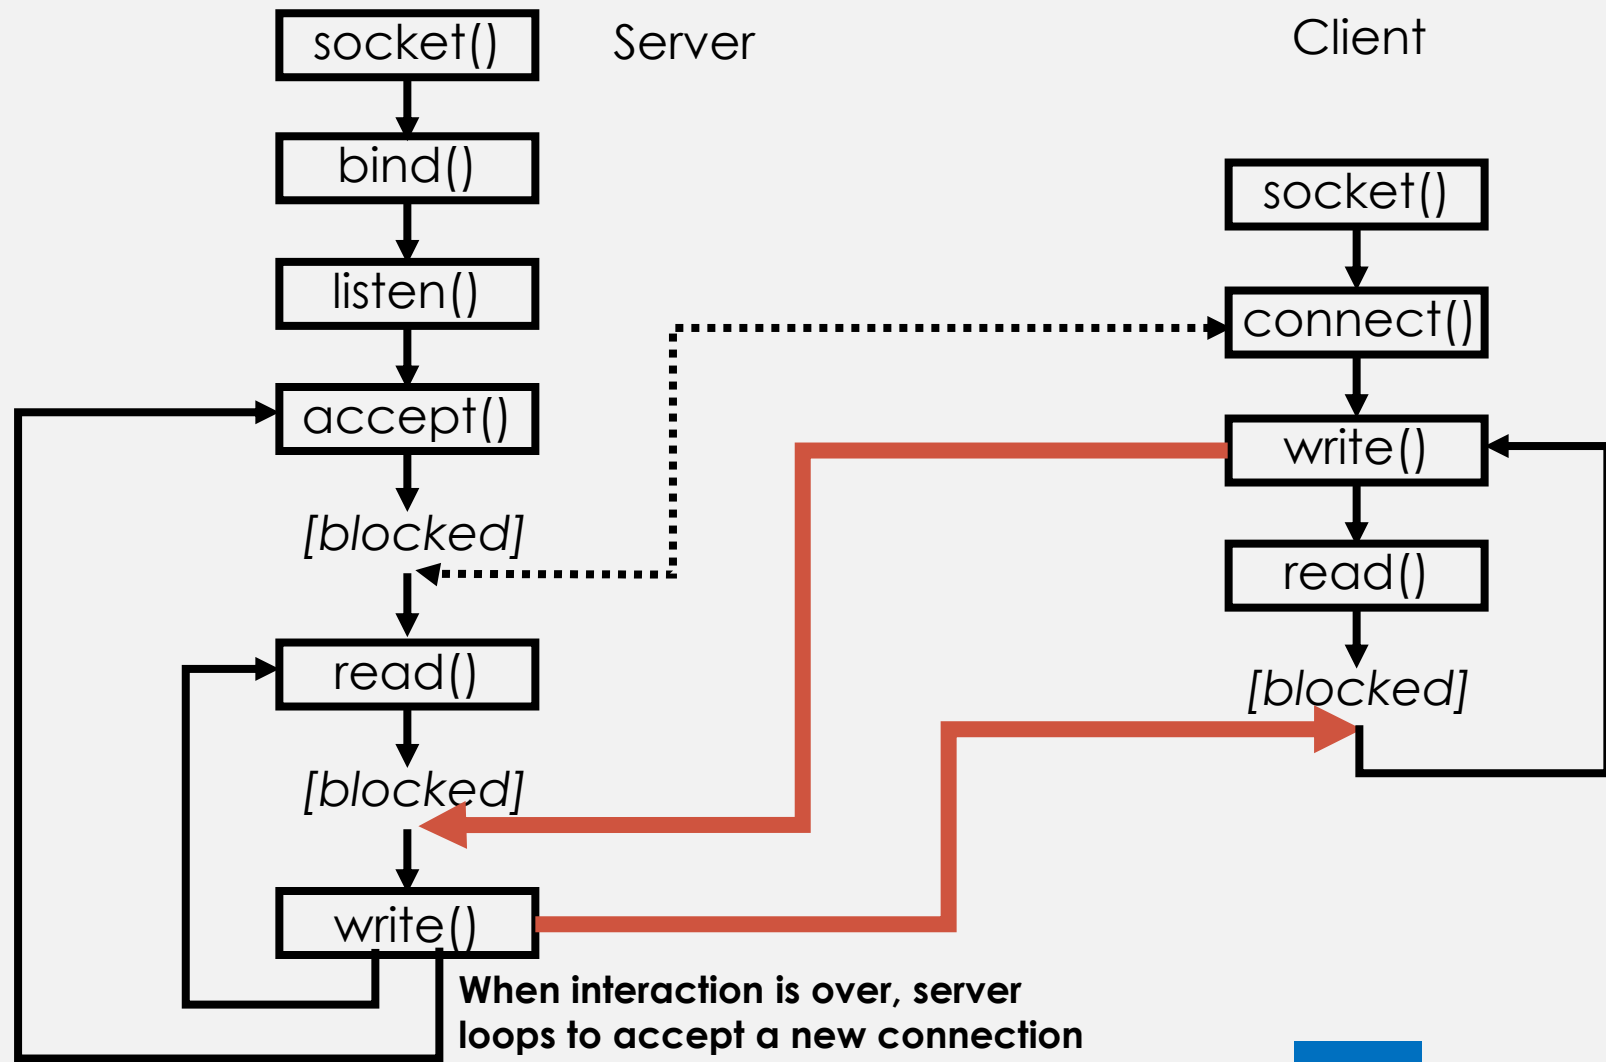 Server
socket()
bind()
listen()
accept()
[blocked]
read()
[blocked]
write()
When interaction is over, server
loops to accept a new connection
Client
socket()
connect()
write()
read()
[blocked]